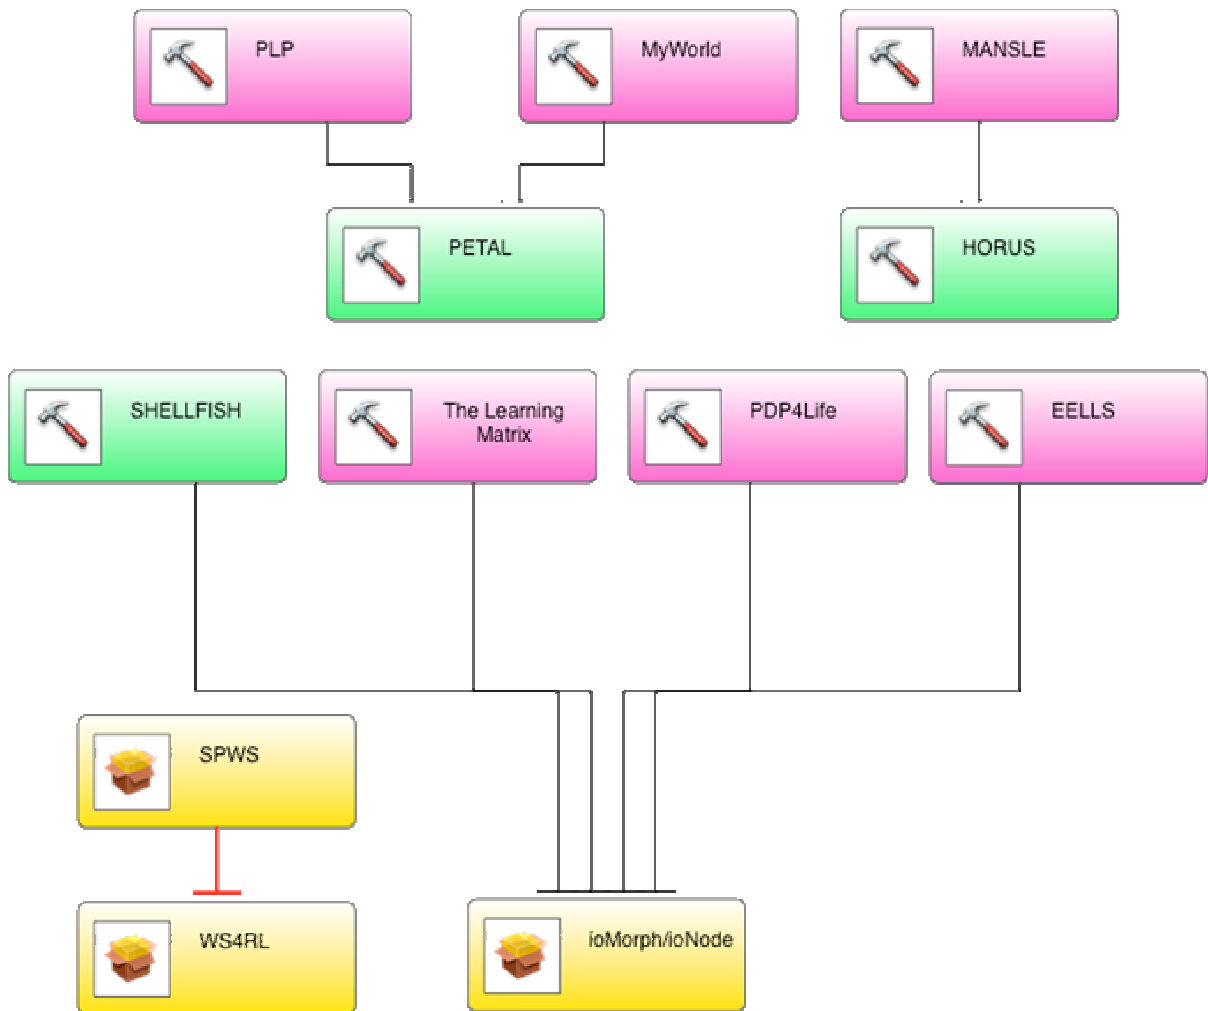 PLP
MyWorld
MANSLE
PETAL
HORUS
SHELLFISH
The Learning
Matrix
PDP4Life
EELLS
SPWS
WS4RL
ioMorph/ioNode